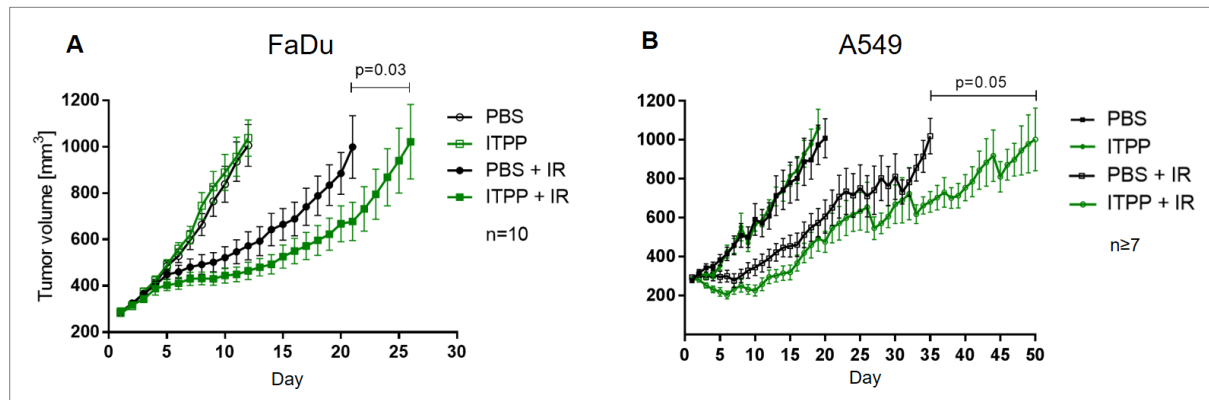 A
FaDu
p=0.03
Tumor volume [mm³]
1200
1000
800
600
400
200
0
5
10
15
20
25
30
Day
PBS
ITPP
PBS + IR
ITPP + IR
n=10
B
A549
p=0.05
1200
1000
800
600
400
200
0
5
10
15
20
25
30
35
40
45
50
Day
PBS
ITPP
PBS + IR
ITPP + IR
n≥7